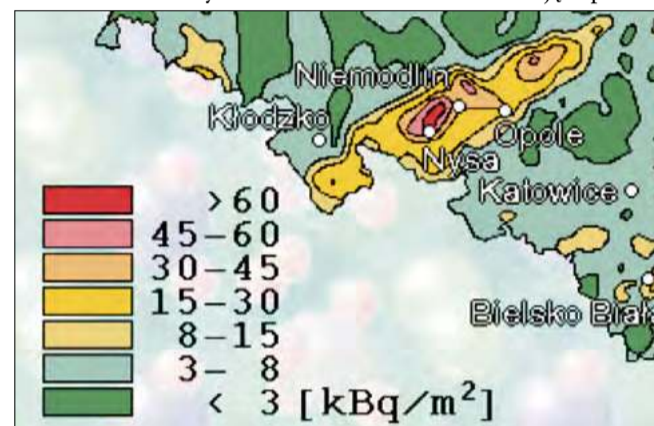 Niemodlin
Kłodzko
Opole
Nysa
Katowice
Bielsko Biała
>60
45–60
30–45
15–30
8–15
3– 8
< 3 [kBq/m²]